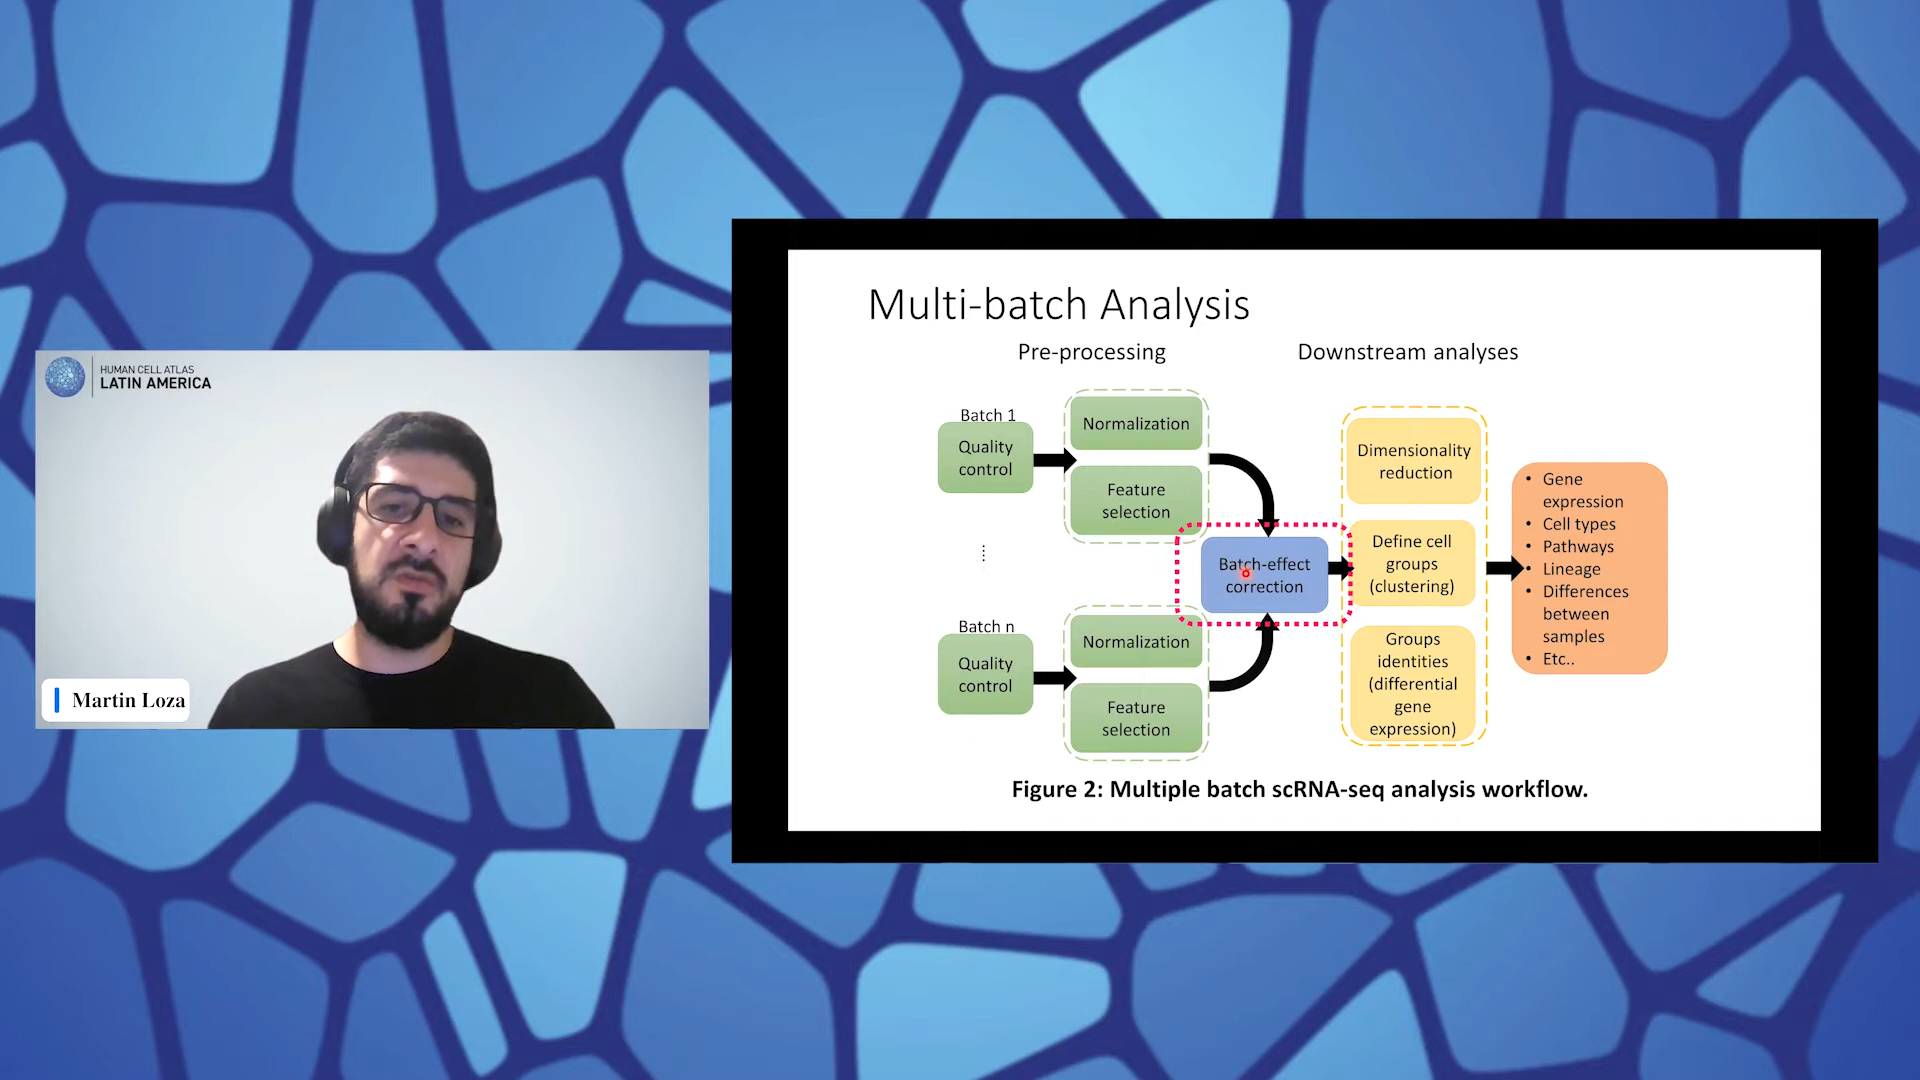 HUMAN CELL ATLAS
LATIN AMERICA
Martin Loza
Multi-batch Analysis
Pre-processing
Downstream analyses
Batch 1
Quality
control
Normalization
Feature
selection
...
Batch n
Quality
control
Normalization
Feature
selection
Batch-effect
correction
Dimensionality
reduction
Define cell
groups
(clustering)
Groups
identities
(differential
gene
expression)
• Gene
expression
• Cell types
• Pathways
• Lineage
• Differences
between
samples
• Etc..
Figure 2: Multiple batch scRNA-seq analysis workflow.